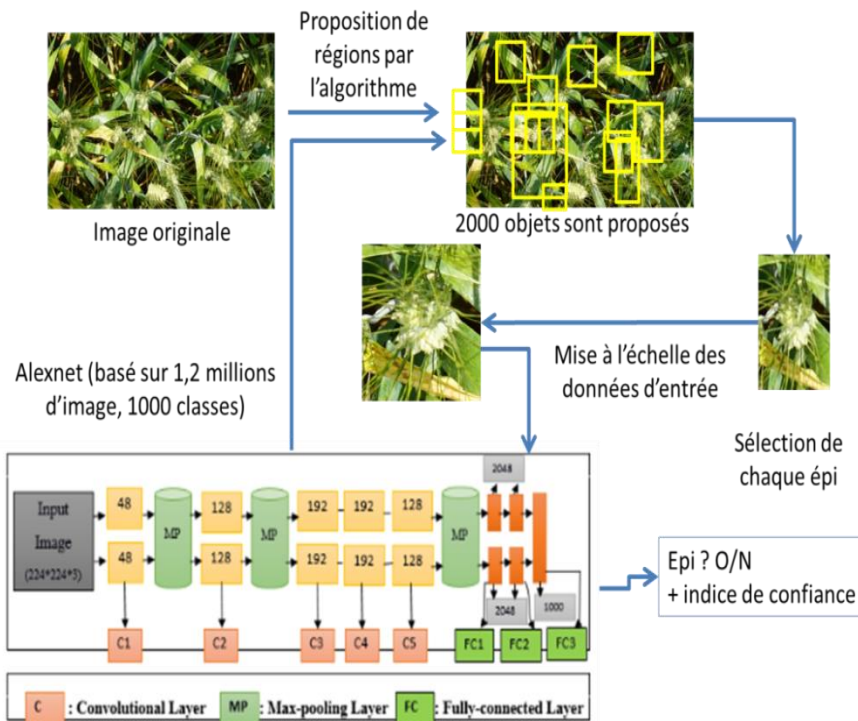 Proposition de
régions par
l'algorithme
Image originale
2000 objets sont proposés
Mise à l'échelle des
données d'entrée
Sélection de
chaque épi
Alexnet (basé sur 1,2 millions
d'image, 1000 classes)
Input
Image
(224*224*3)
48
MP
128
MP
192
192
128
MP
2048
48
128
192
192
128
2048
1000
C1
C2
C3
C4
C5
FC1
FC2
FC3
Epi ? O/N
+ indice de confiance
C : Convolutional Layer
MP : Max-pooling Layer
FC : Fully-connected Layer